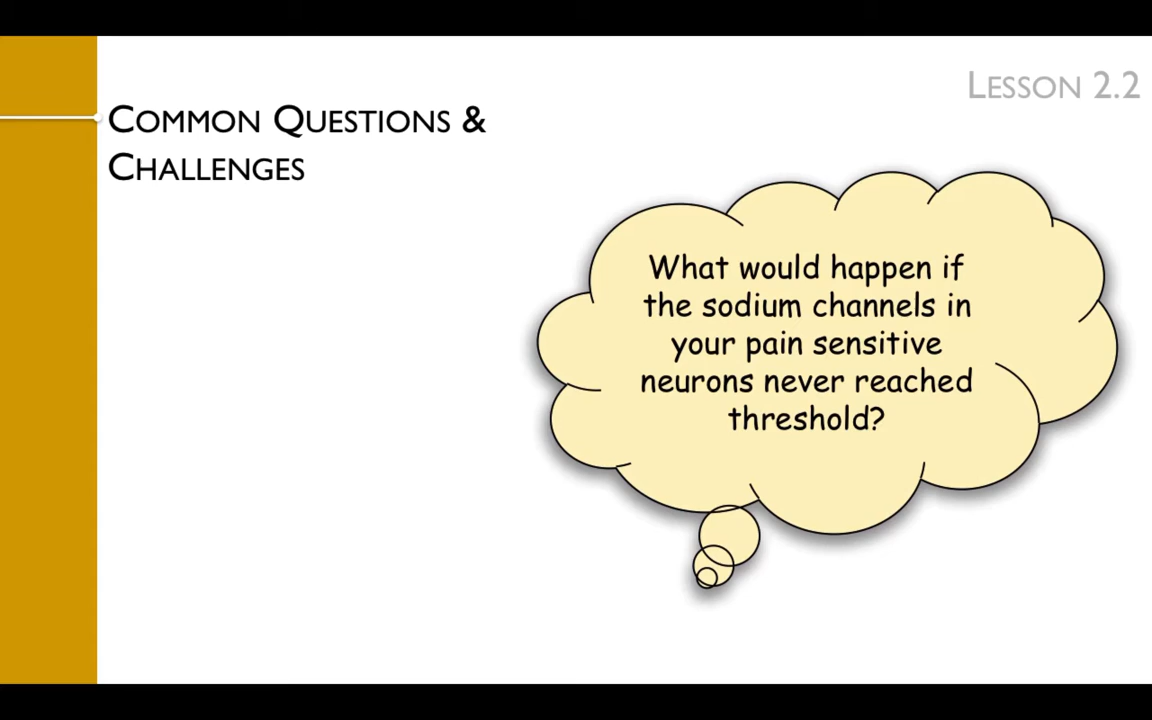 LESSON 2.2
COMMON QUESTIONS &
CHALLENGES
What would happen if
the sodium channels in
your pain sensitive
neurons never reached
threshold?